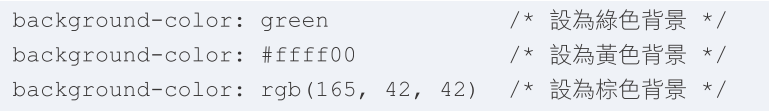 background-color: green /* 設為綠色背景 */
background-color: #ffff00 /* 設為黃色背景 */
background-color: rgb(165, 42, 42) /* 設為棕色背景 */